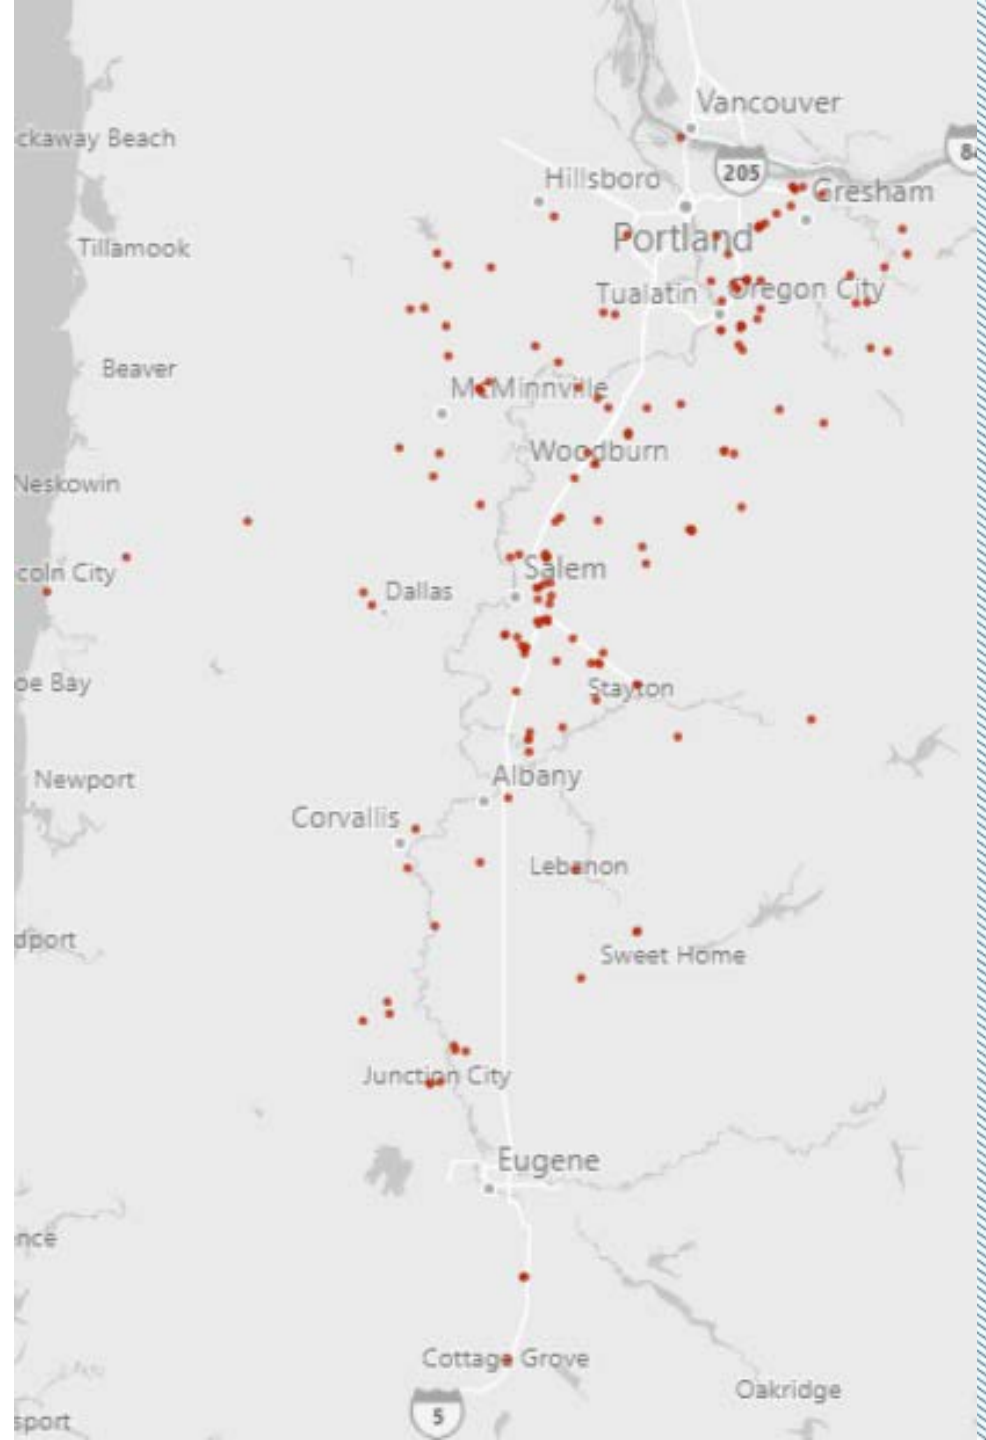 Vancouver
ckaway Beach
84
205
Hillsboro
Gresham
Portland
Tillamook
Tualatin
Oregon City
Beaver
McMinnville
Woodburn
Neskowin
Salem
coln City
Dallas
oe Bay
Stayton
Newport
Albany
Corvallis
Lebanon
dport
Sweet Home
Junction City
Eugene
nce
Cottage Grove
Oakridge
5
sport